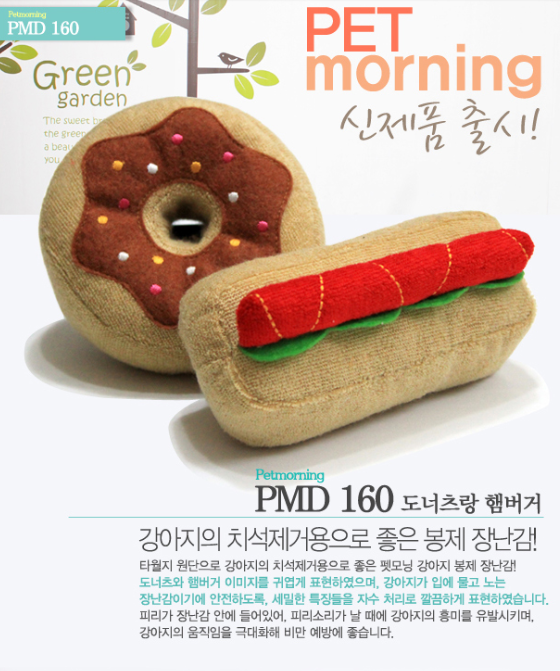 Petmorning
PMD 160
PET
morning
신제품 출시!
Green
garden
The sweet
the green
a beau
you
Petmorning
PMD 160 도너츠랑 햄버거
강아지의 치석제거용으로 좋은 봉제 장난감!
타월지 원단으로 강아지의 치석제거용으로 좋은 펫모닝 강아지 봉제 장난감!
도너츠와 햄버거 이미지를 귀엽게 표현하였으며, 강아지가 입에 물고 노는
장난감이기에 안전하도록, 세밀한 특징들을 자수 처리로 깔끔하게 표현하였습니다.
피리가 장난감 안에 들어있어, 피리소리가 날 때에 강아지의 흥미를 유발시키며,
강아지의 움직임을 극대화해 비만 예방에 좋습니다.